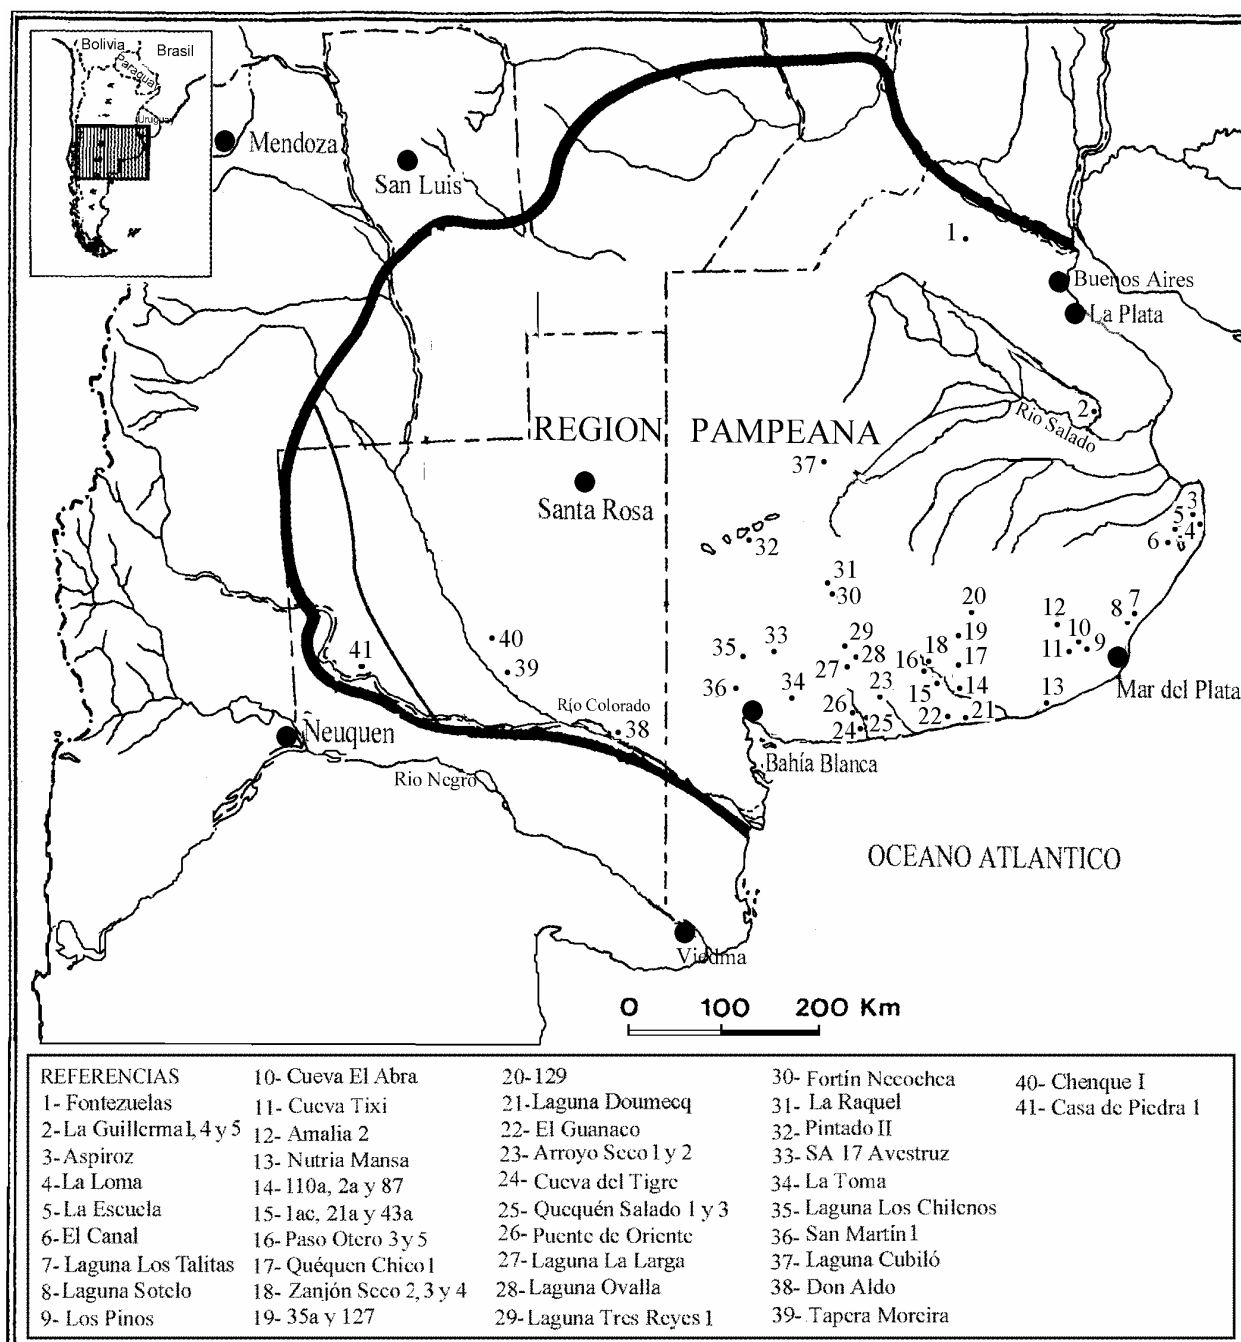 Bolivia
Brasil
Paraguay
Uruguay
Mendoza
San Luis
1
Buenos Aires
La Plata
2
Rio Salado
REGION PAMPEANA
37
Santa Rosa
3
5
4
6
32
31
30
20
12
8
7
40
41
39
35
33
29
28
27
18
19
16
17
10
11
9
36
34
23
15
14
13
Mar del Plata
Río Colorado
38
26
24
25
22
21
Neuquen
Bahía Blanca
Rio Negro
OCEANO ATLANTICO
Viedma
0 100 200 Km
REFERENCIAS
1- Fontezuelas
2- La Guillerma1, 4 y 5
3- Aspiroz
4- La Loma
5- La Escuela
6- El Canal
7- Laguna Los Talitas
8- Laguna Sotelo
9- Los Pinos
10- Cueva El Abra
11- Cueva Tixi
12- Amalia 2
13- Nutria Mansa
14- 110a, 2a y 87
15- 1ac, 21a y 43a
16- Paso Otero 3 y 5
17- Quéquen Chico 1
18- Zanjón Seco 2, 3 y 4
19- 35a y 127
20- 129
21- Laguna Doumecq
22- El Guanaco
23- Arroyo Seco 1 y 2
24- Cueva del Tigre
25- Quequén Salado 1 y 3
26- Puente de Oriente
27- Laguna La Larga
28- Laguna Ovalla
29- Laguna Tres Reyes 1
30- Fortín Necochea
31- La Raquel
32- Pintado II
33- SA 17 Avestruz
34- La Toma
35- Laguna Los Chilenos
36- San Martín 1
37- Laguna Cubiló
38- Don Aldo
39- Tapera Moreira
40- Chenque I
41- Casa de Piedra 1